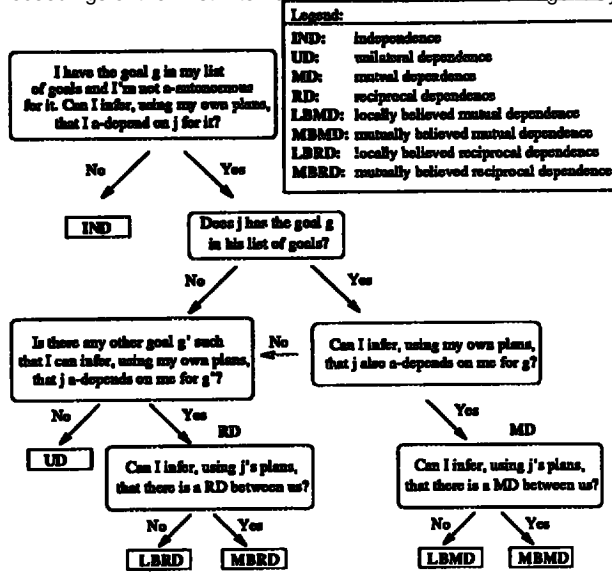 Legend:
IND: independence
UD: unilateral dependence
MD: mutual dependence
RD: reciprocal dependence
LBMD: locally believed mutual dependence
MBMD: mutually believed mutual dependence
LBRD: locally believed reciprocal dependence
MBRD: mutually believed reciprocal dependence
I have the goal g in my list
of goals and I'm not a-autonomous
for it. Can I infer, using my own plans,
that I a-depend on j for it?
No Yes
IND
Does j has the goal g
in his list of goals?
No Yes
Is there any other goal g' such
that I can infer, using my own plans,
that j a-depends on me for g'?
No
Can I infer, using my own plans,
that j also a-depends on me for g?
No Yes
RD
Yes
MD
UD
Can I infer, using j's plans,
that there is a RD between us?
Can I infer, using j's plans,
that there is a MD between us?
No Yes
No Yes
LBRD MBRD
LBMD MBMD